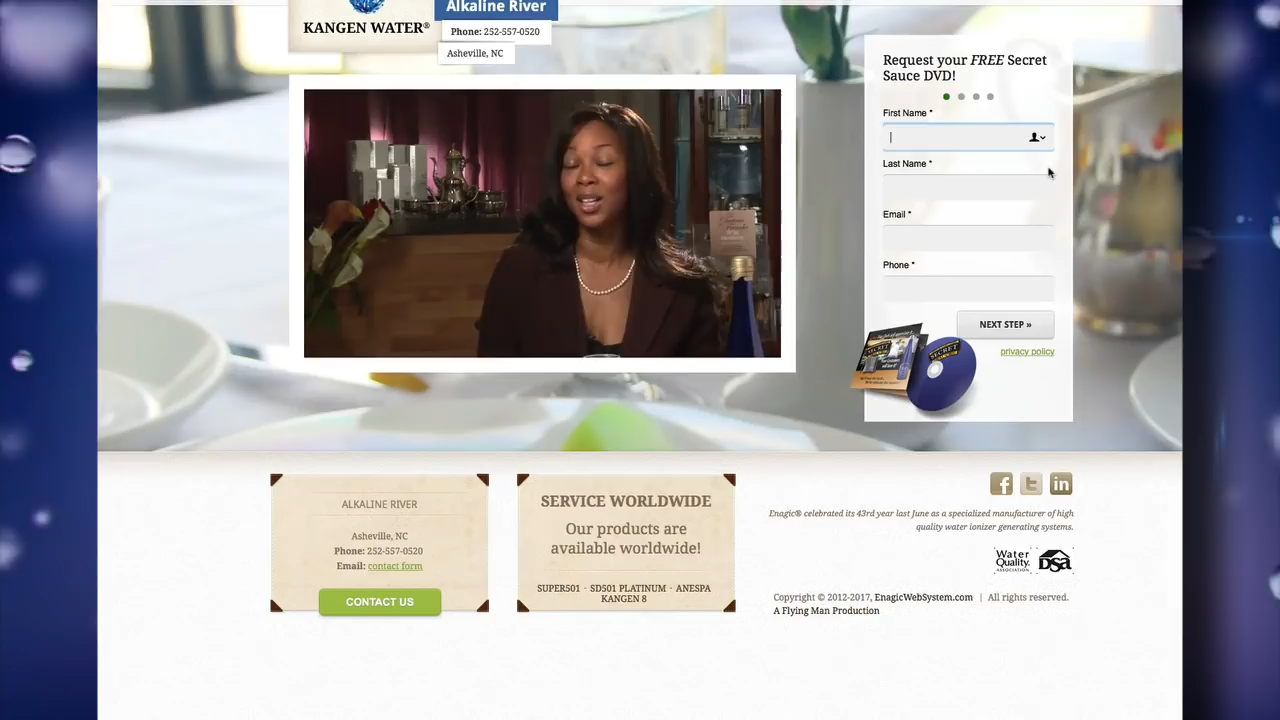 Alkaline River
KANGEN WATER®
Phone: 252-557-0520
Asheville, NC
Request your FREE Secret
Sauce DVD!
First Name *
Last Name *
Email *
Phone *
NEXT STEP »
privacy policy
SECRET
ALKALINE RIVER
Asheville, NC
Phone: 252-557-0520
Email: contact form
CONTACT US
SERVICE WORLDWIDE
Our products are
available worldwide!
SUPER501 · SD501 PLATINUM · ANESPA
KANGEN 8
Enagic® celebrated its 43rd year last June as a specialized manufacturer of high
quality water ionizer generating systems.
Water
Quality
ASSOCIATION
DSA
Copyright © 2012-2017, EnagicWebSystem.com | All rights reserved.
A Flying Man Production